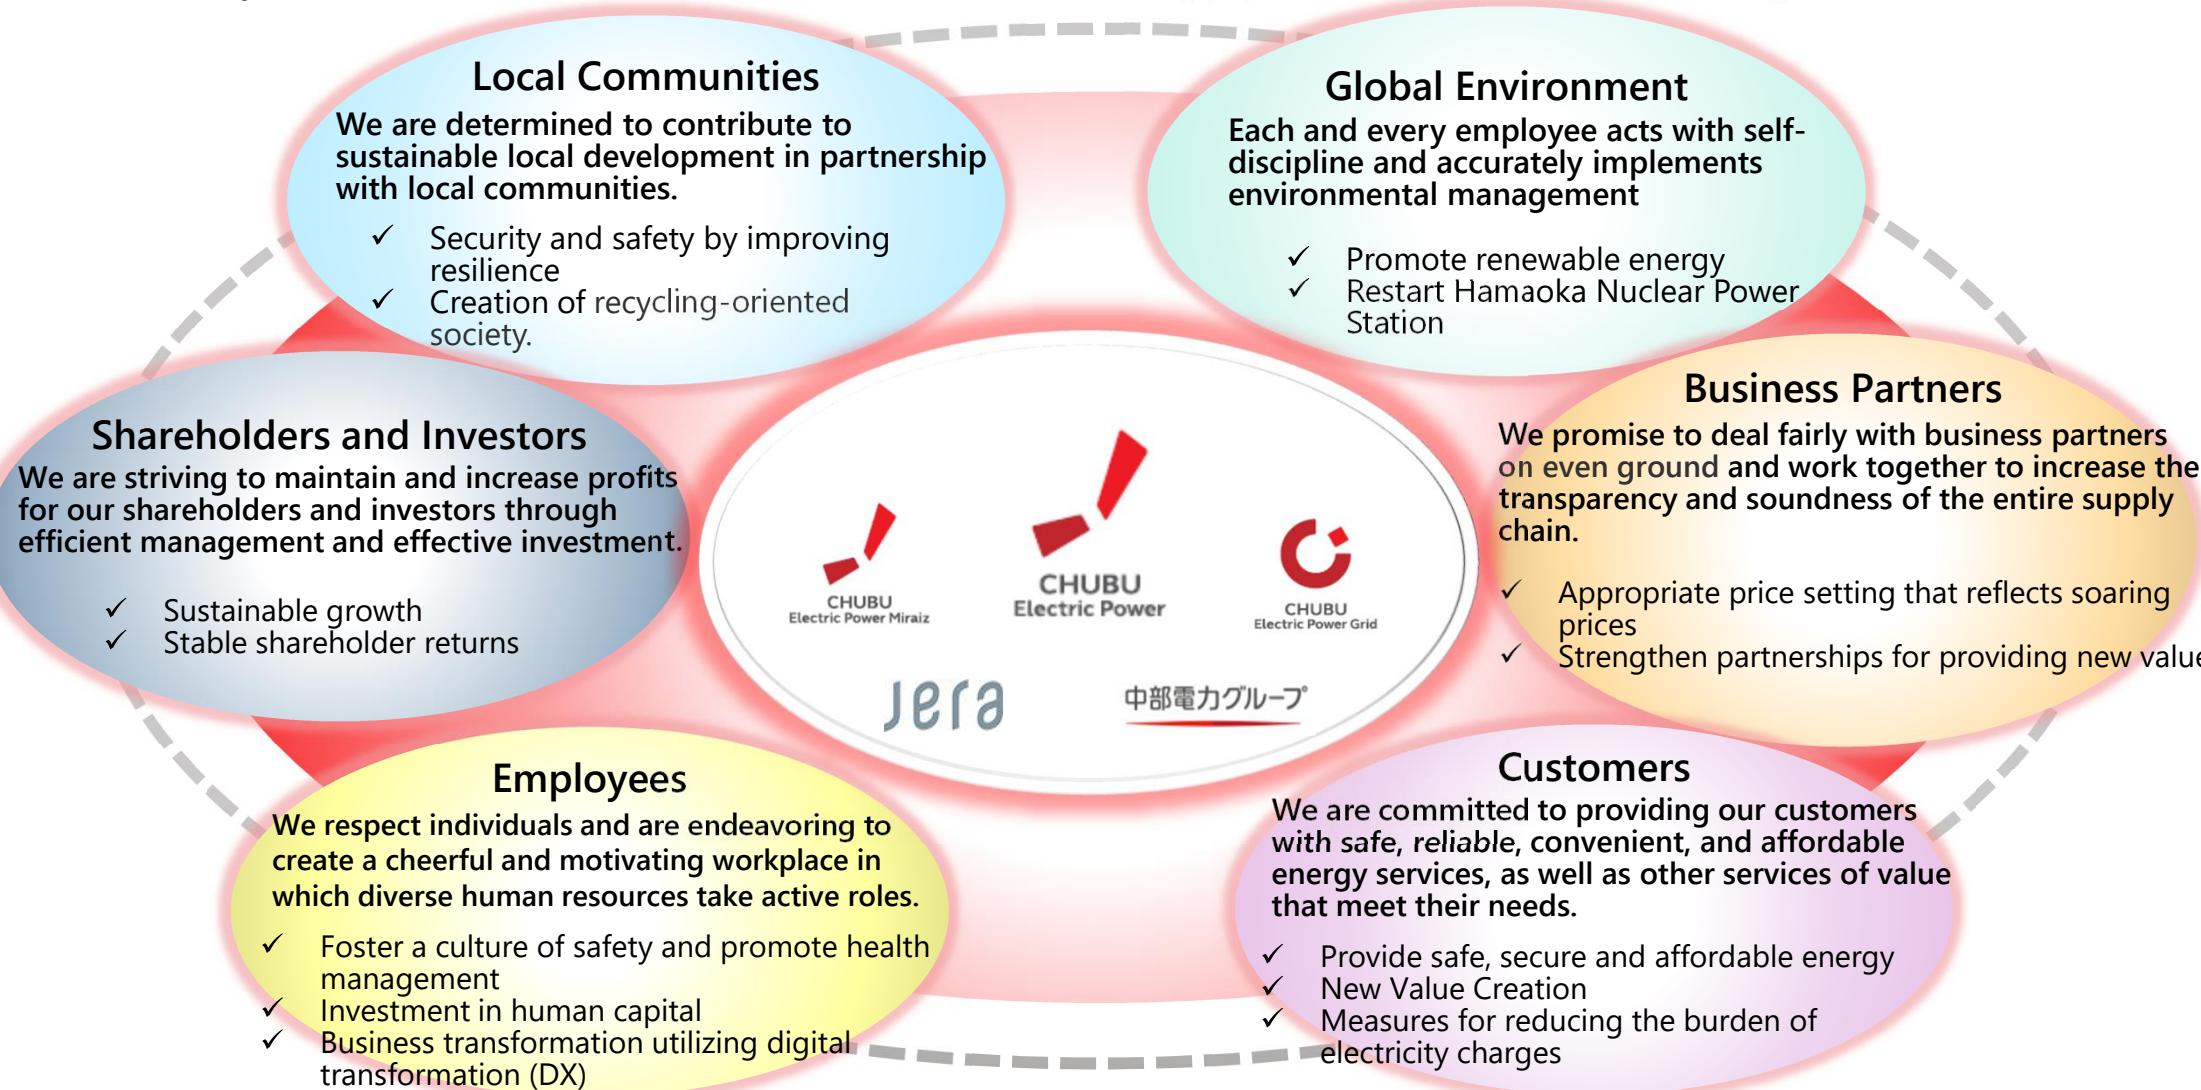 Local Communities
We are determined to contribute to
sustainable local development in partnership
with local communities.
✓ Security and safety by improving
resilience
✓ Creation of recycling-oriented
society.
Global Environment
Each and every employee acts with self-
discipline and accurately implements
environmental management
✓ Promote renewable energy
✓ Restart Hamaoka Nuclear Power
Station
Shareholders and Investors
We are striving to maintain and increase profits
for our shareholders and investors through
efficient management and effective investment.
✓ Sustainable growth
✓ Stable shareholder returns
CHUBU
Electric Power Miraiz
CHUBU
Electric Power
CHUBU
Electric Power Grid
Jera
中部電力グループ
Business Partners
We promise to deal fairly with business partners
on even ground and work together to increase the
transparency and soundness of the entire supply
chain.
✓ Appropriate price setting that reflects soaring
prices
✓ Strengthen partnerships for providing new value
Employees
We respect individuals and are endeavoring to
create a cheerful and motivating workplace in
which diverse human resources take active roles.
✓ Foster a culture of safety and promote health
management
✓ Investment in human capital
✓ Business transformation utilizing digital
transformation (DX)
Customers
We are committed to providing our customers
with safe, reliable, convenient, and affordable
energy services, as well as other services of value
that meet their needs.
✓ Provide safe, secure and affordable energy
✓ New Value Creation
✓ Measures for reducing the burden of
electricity charges